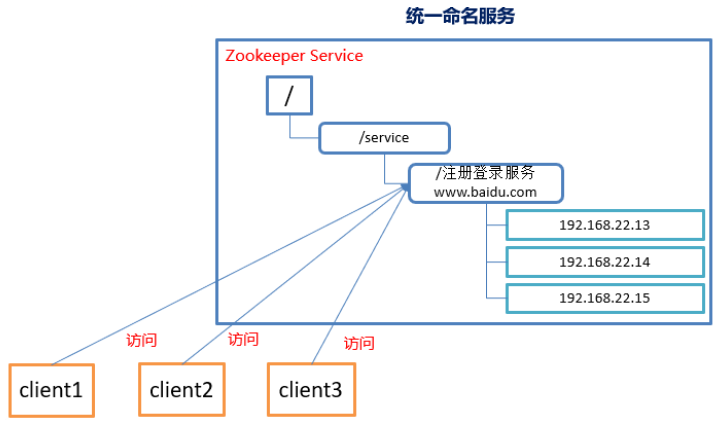 统一命名服务
Zookeeper Service
/
/service
/注册登录服务
www.baidu.com
192.168.22.13
192.168.22.14
192.168.22.15
访问
访问
访问
client1
client2
client3